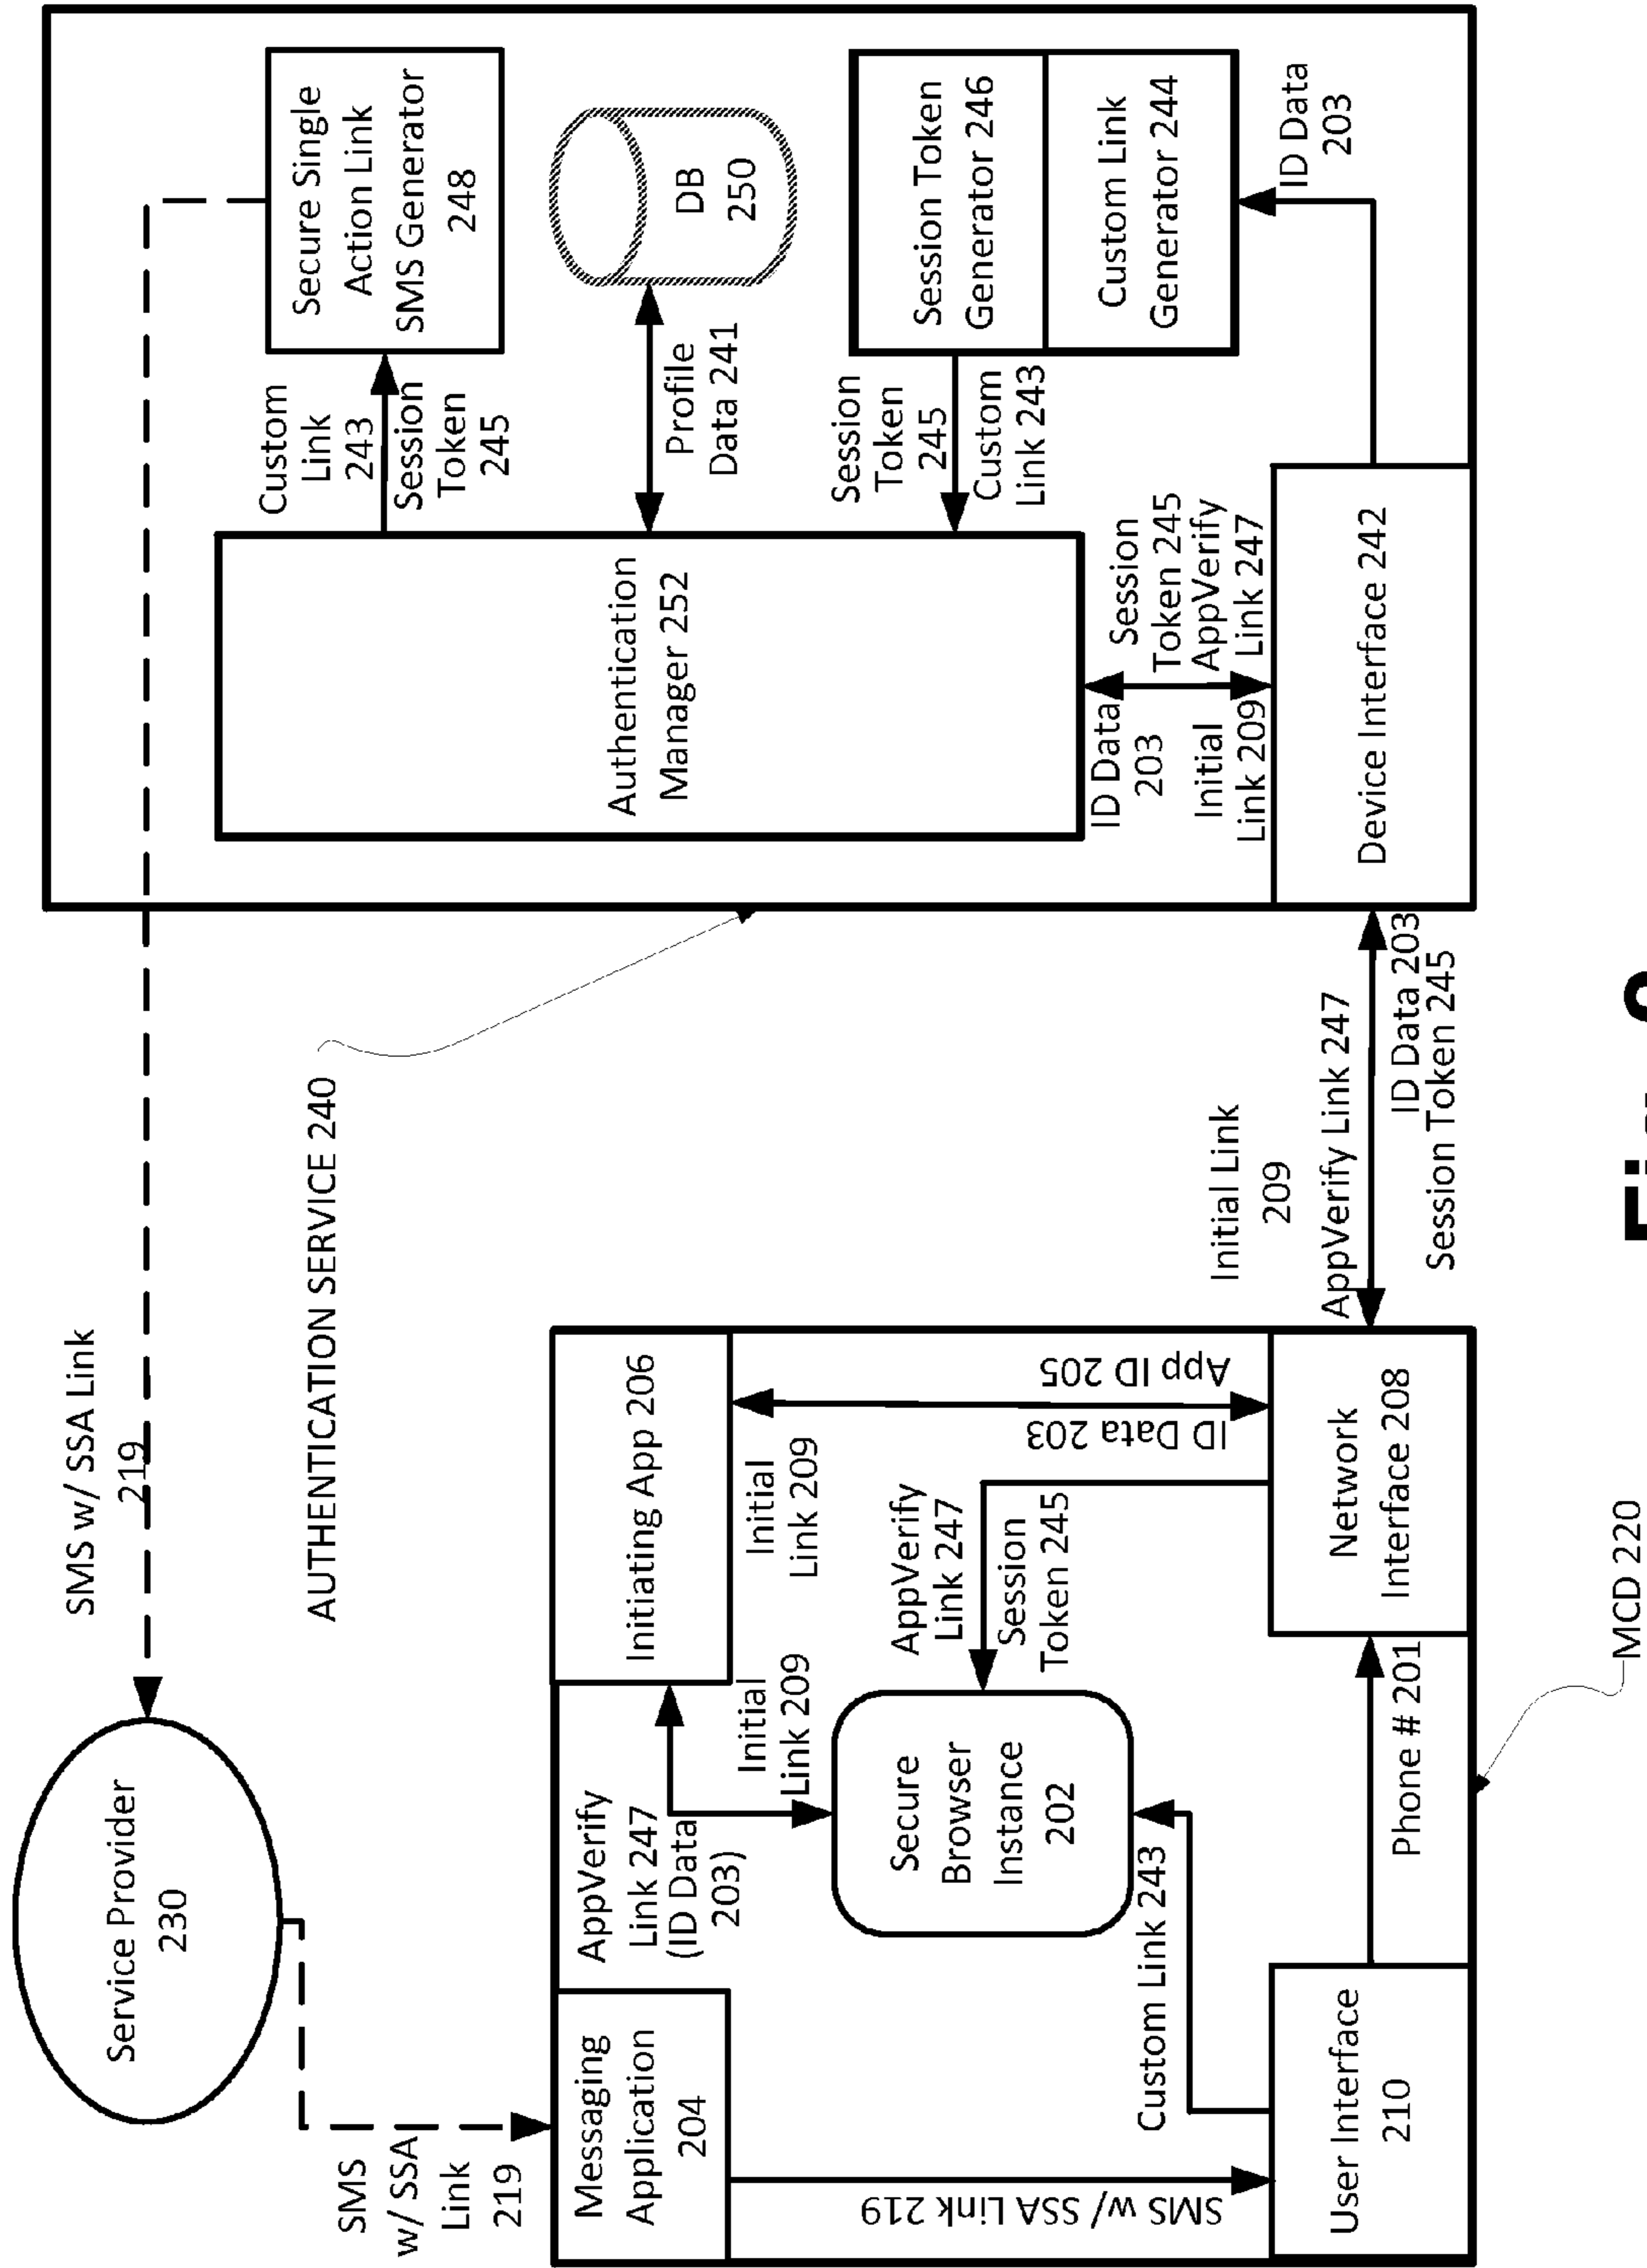 Service Provider
230
SMS w/ SSA Link
219
SMS
w/ SSA
Link
219
AUTHENTICATION SERVICE 240
Messaging
Application
204
AppVerify
Link 247
(ID Data
203)
Initiating App 206
Initial
Link 209
Initial
Link 209
Secure
Browser
Instance
202
AppVerify
Link 247
Session
Token 245
App ID 205
ID Data 203
SMS w/ SSA Link 219
Custom Link 243
User Interface
210
Phone # 201
Network
Interface 208
MCD 220
Initial Link
209
AppVerify Link 247
ID Data 203
Session Token 245
Authentication
Manager 252
Custom
Link
243
Session
Token
245
Secure Single
Action Link
SMS Generator
248
Profile
Data 241
DB
250
Session
Token
245
Custom
Link 243
Session Token
Generator 246
Custom Link
Generator 244
ID Data
203
ID Data
203
Initial
Link 209
Session
Token 245
AppVerify
Link 247
Device Interface 242